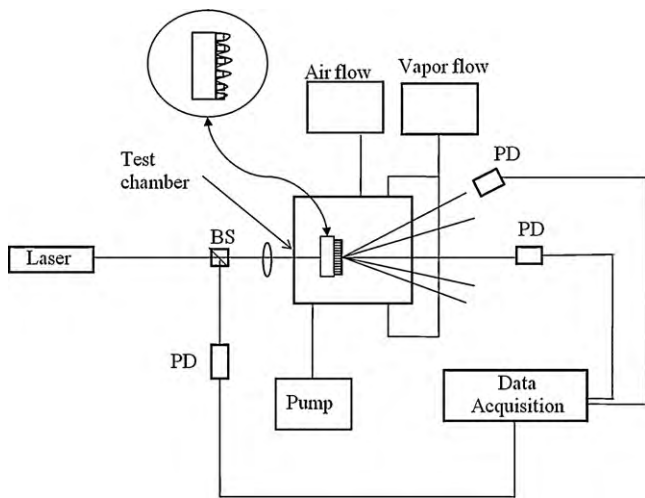 Air flow
Vapor flow
PD
Test
chamber
BS
PD
Laser
PD
Pump
Data
Acquisition